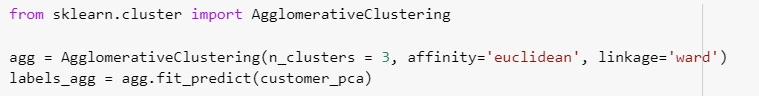 from sklearn.cluster import AgglomerativeClustering
agg = AgglomerativeClustering(n_clusters = 3, affinity='euclidean', linkage='ward')
labels_agg = agg.fit_predict(customer_pca)